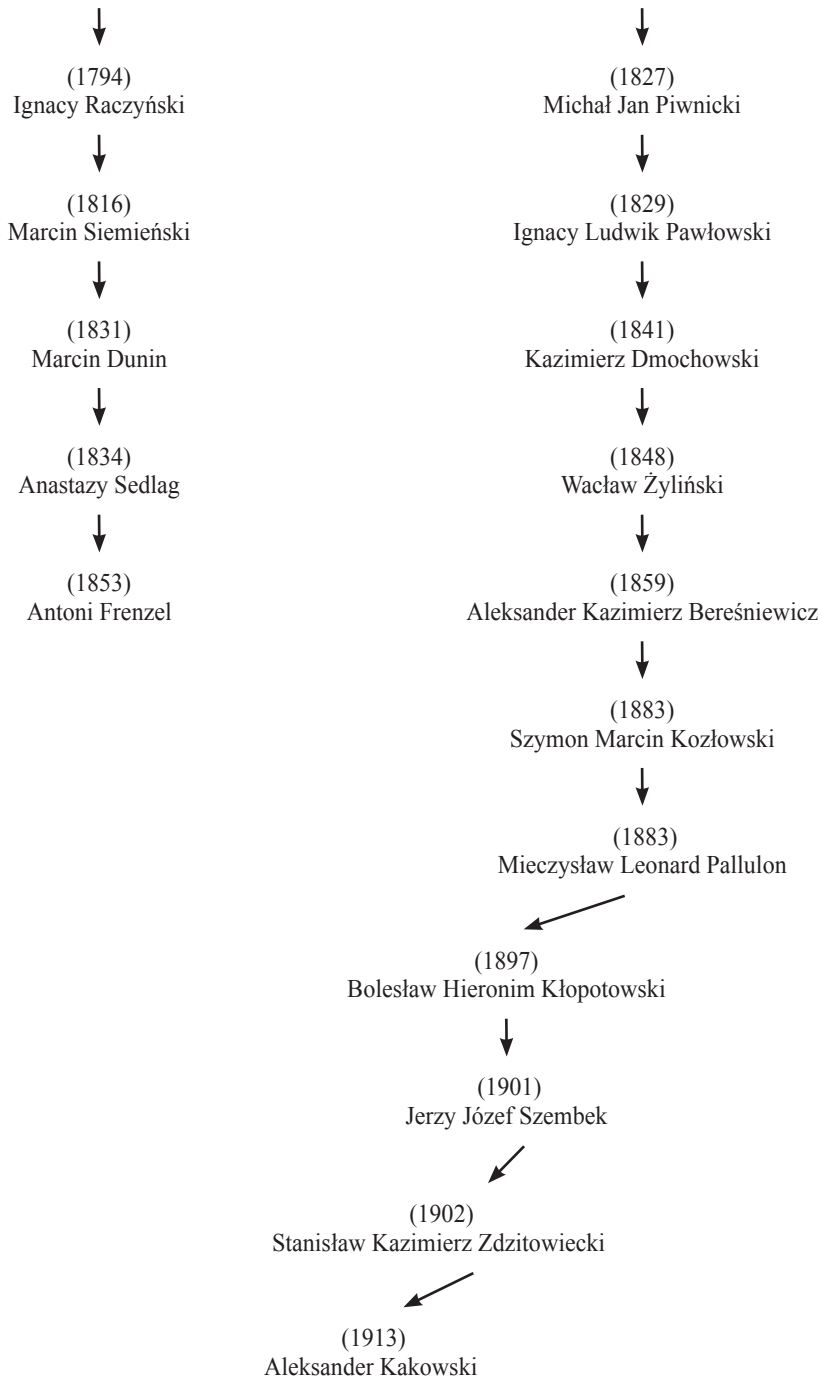 (1794)
Ignacy Raczyński
(1816)
Marcin Siemieński
(1831)
Marcin Dunin
(1834)
Anastazy Sedlag
(1853)
Antoni Frenzel
(1827)
Michał Jan Piwnicki
(1829)
Ignacy Ludwik Pawłowski
(1841)
Kazimierz Dmochowski
(1848)
Wacław Żyliński
(1859)
Aleksander Kazimierz Bereśniewicz
(1883)
Szymon Marcin Kozłowski
(1883)
Mieczysław Leonard Pallulon
(1897)
Bolesław Hieronim Kłopotowski
(1901)
Jerzy Józef Szembek
(1902)
Stanisław Kazimierz Zdzitowiecki
(1913)
Aleksander Kakowski